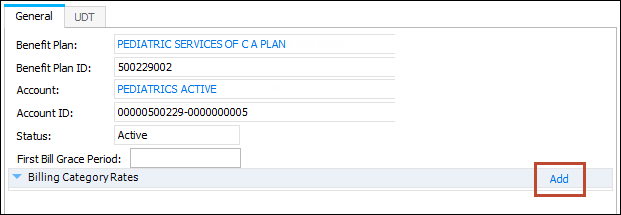 General UDT
Benefit Plan: PEDIATRIC SERVICES OF C A PLAN
Benefit Plan ID: 500229002
Account: PEDIATRICS ACTIVE
Account ID: 00000500229-0000000005
Status: Active
First Bill Grace Period:
Billing Category Rates Add